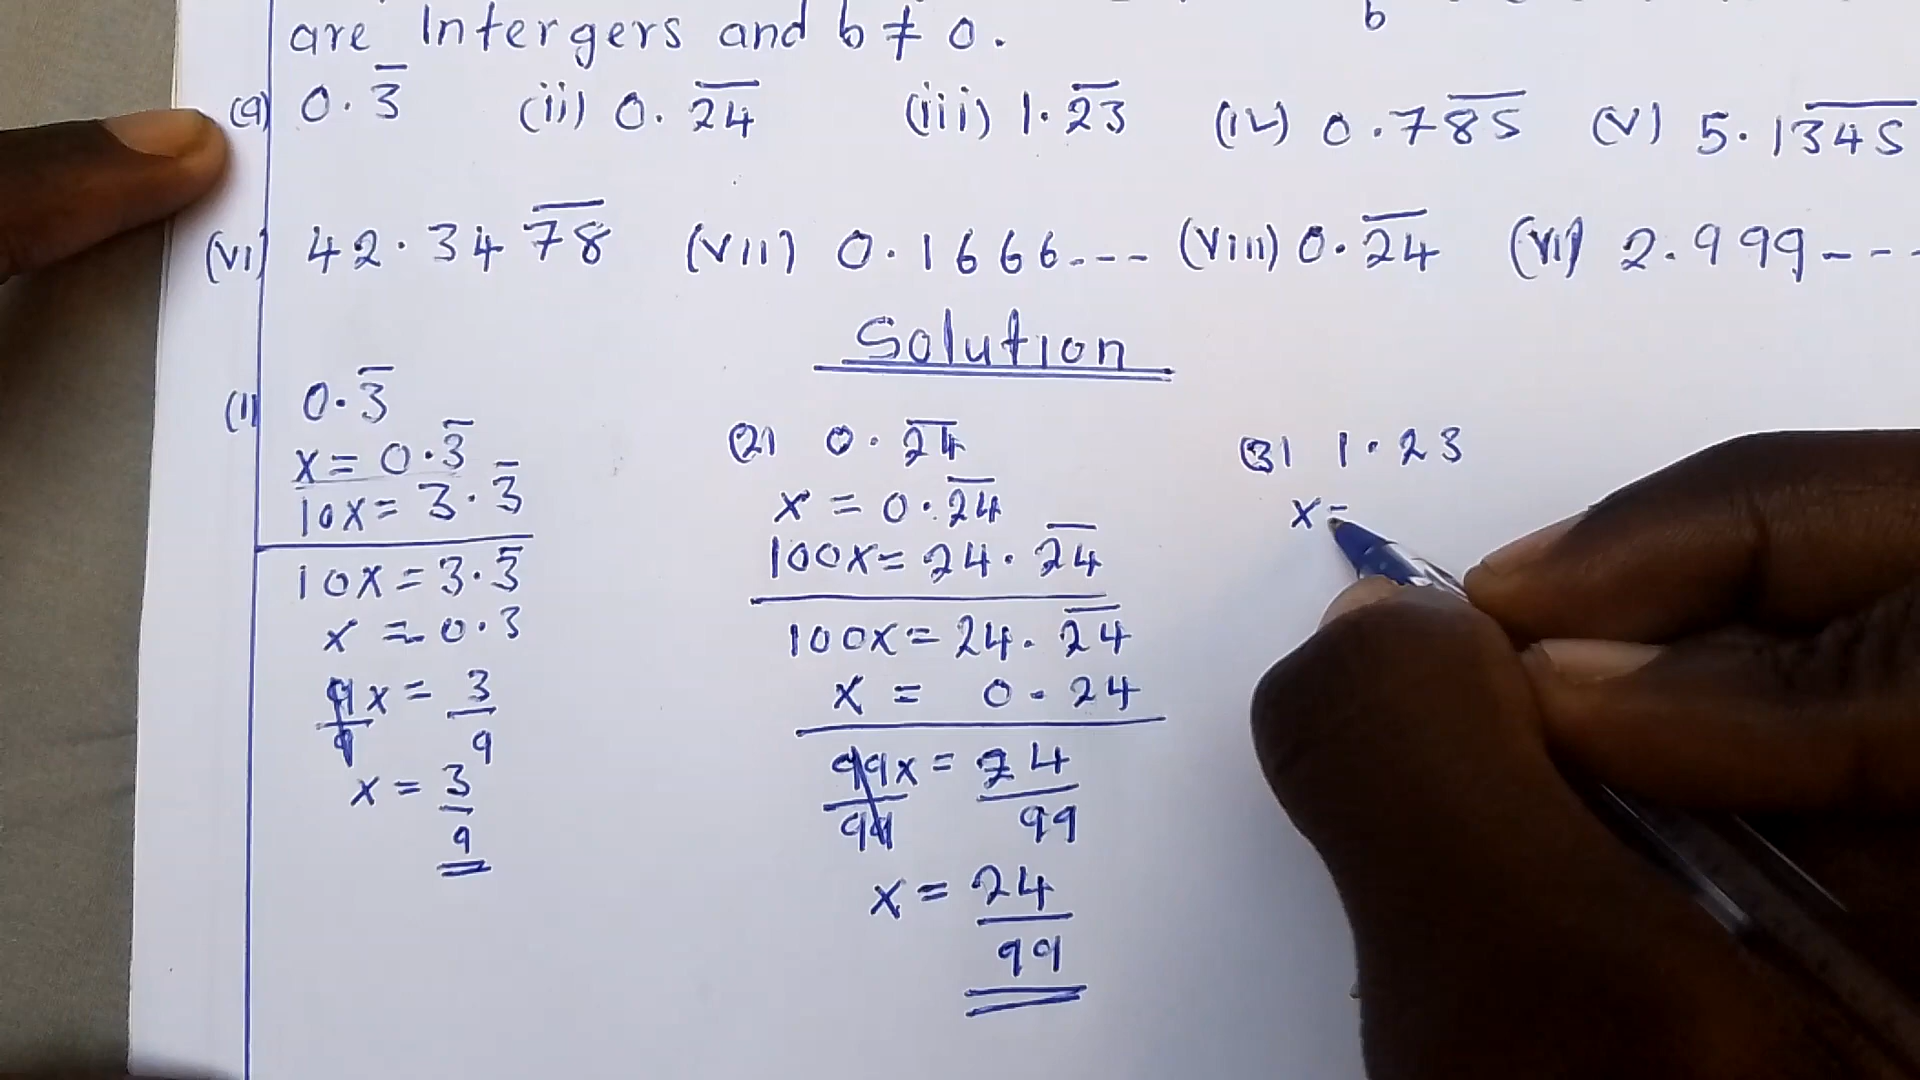 b
are Intergers and b ≠ 0.
(a) 0.3̅ (ii) 0.2̅4̅ (iii) 1.2̅3̅ (iv) 0.78̅5̅ (v) 5.13̅4̅5̅
(vi) 42.347̅8̅ (vii) 0.1666--- (viii) 0.2̅4̅ (vi) 2.999---
Solution
(1) 0.3̅
x = 0.3̅
10x = 3.3̅
10x = 3.3̅
x = 0.3
9x = 3
9 9
x = 3
9
(2) 0.2̅4̅
x = 0.2̅4̅
100x = 24.2̅4̅
100x = 24.2̅4̅
x = 0.24
99x = 24
99 99
x = 24
99
(3) 1.23
x =